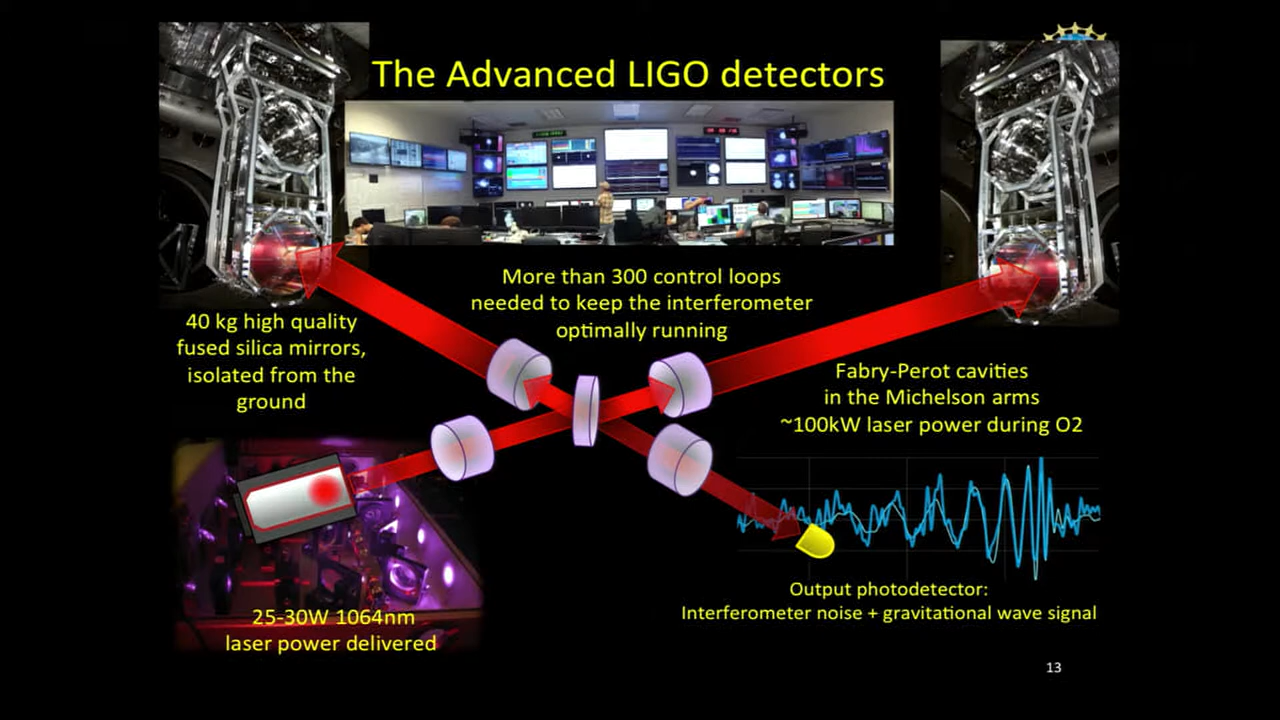 The Advanced LIGO detectors
More than 300 control loops
needed to keep the interferometer
optimally running
40 kg high quality
fused silica mirrors,
isolated from the
ground
Fabry-Perot cavities
in the Michelson arms
~100kW laser power during O2
25-30W 1064nm
laser power delivered
Output photodetector:
Interferometer noise + gravitational wave signal
13